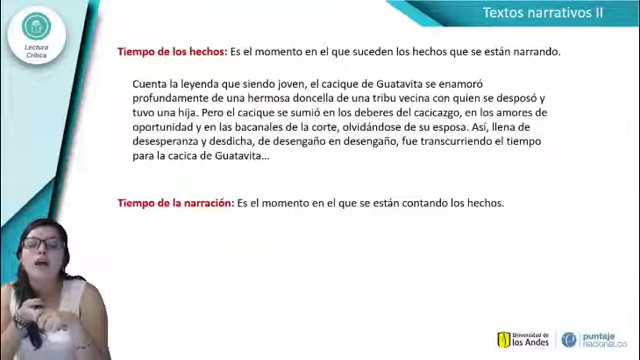 Textos narrativos II
Lectura
Crítica
Tiempo de los hechos: Es el momento en el que suceden los hechos que se están narrando.
Cuenta la leyenda que siendo joven, el cacique de Guatavita se enamoró
profundamente de una hermosa doncella de una tribu vecina con quien se desposó y
tuvo una hija. Pero el cacique se sumió en los deberes del cacicazgo, en los amores de
oportunidad y en las bacanales de la corte, olvidándose de su esposa. Así, llena de
desesperanza y desdicha, de desengaño en desengaño, fue transcurriendo el tiempo
para la cacica de Guatavita...
Tiempo de la narración: Es el momento en el que se están contando los hechos.
Universidad de
los Andes
puntaje
nacional.co